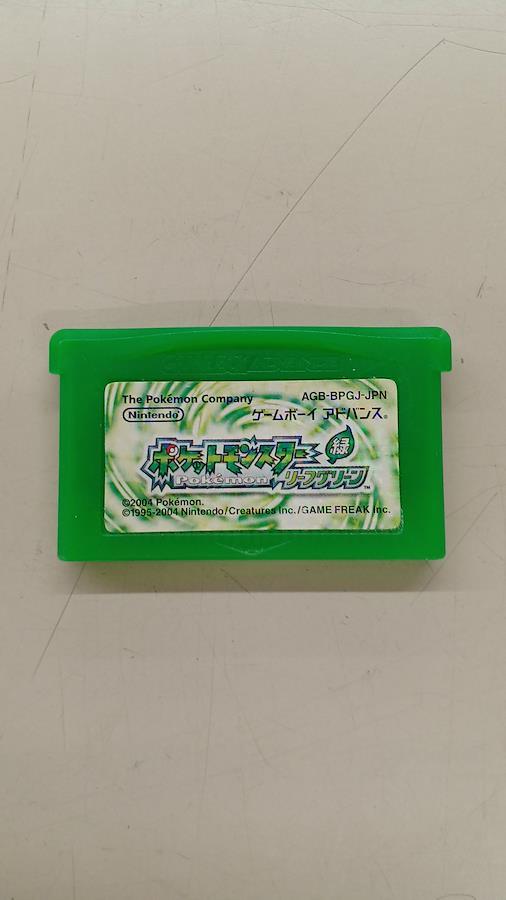 The Pokémon Company
AGB-BPGJ-JPN
Nintendo
ゲームボーイ アドバンス®
ポケットモンスター
緑
Pokémon
リーフグリーン™
©2004 Pokémon.
©1995-2004 Nintendo/Creatures inc./GAME FREAK inc.